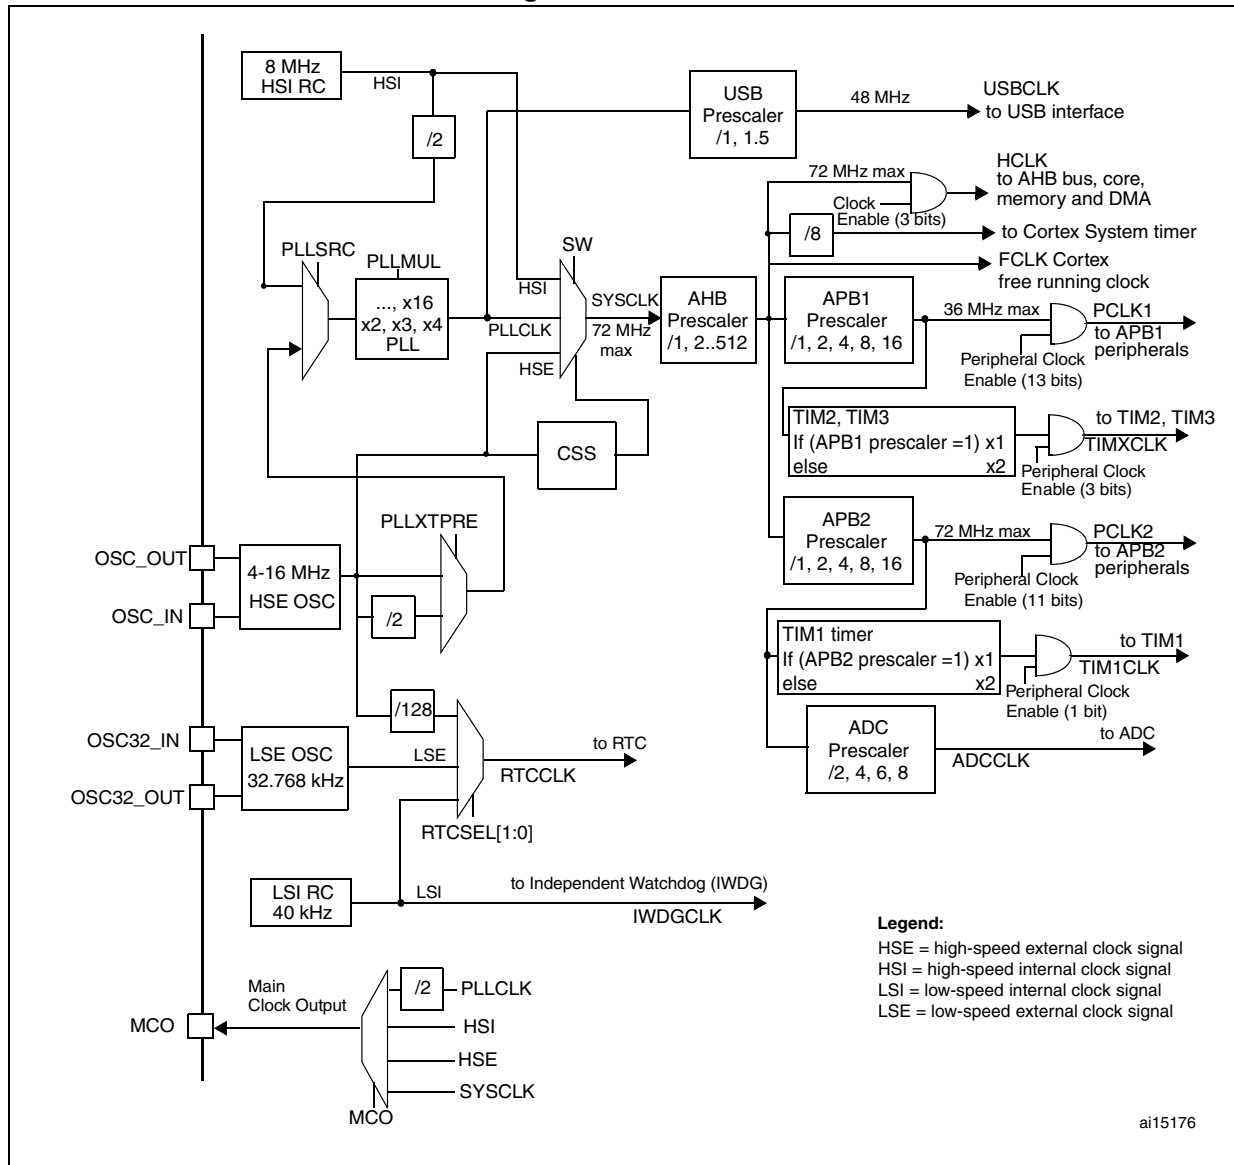 8 MHz
HSI RC
HSI
/2
USB
Prescaler
/1, 1.5
48 MHz
USBCLK
to USB interface
72 MHz max
Clock
Enable (3 bits)
HCLK
to AHB bus, core,
memory and DMA
/8
to Cortex System timer
FCLK Cortex
free running clock
PLLSRC
PLLMUL
..., x16
x2, x3, x4
PLL
SW
HSI
PLLCLK
HSE
SYSCLK
72 MHz
max
AHB
Prescaler
/1, 2..512
APB1
Prescaler
/1, 2, 4, 8, 16
36 MHz max
PCLK1
to APB1
peripherals
Peripheral Clock
Enable (13 bits)
TIM2, TIM3
If (APB1 prescaler =1) x1
else x2
to TIM2, TIM3
TIMXCLK
Peripheral Clock
Enable (3 bits)
CSS
PLLXTPRE
OSC_OUT
OSC_IN
4-16 MHz
HSE OSC
/2
APB2
Prescaler
/1, 2, 4, 8, 16
72 MHz max
PCLK2
to APB2
peripherals
Peripheral Clock
Enable (11 bits)
TIM1 timer
If (APB2 prescaler =1) x1
else x2
to TIM1
TIM1CLK
Peripheral Clock
Enable (1 bit)
/128
OSC32_IN
OSC32_OUT
LSE OSC
32.768 kHz
LSE
to RTC
RTCCLK
RTCSEL[1:0]
ADC
Prescaler
/2, 4, 6, 8
to ADC
ADCCLK
LSI RC
40 kHz
LSI
to Independent Watchdog (IWDG)
IWDGCLK
Legend:
HSE = high-speed external clock signal
HSI = high-speed internal clock signal
LSI = low-speed internal clock signal
LSE = low-speed external clock signal
Main
Clock Output
MCO
/2
PLLCLK
HSI
HSE
SYSCLK
MCO
ai15176